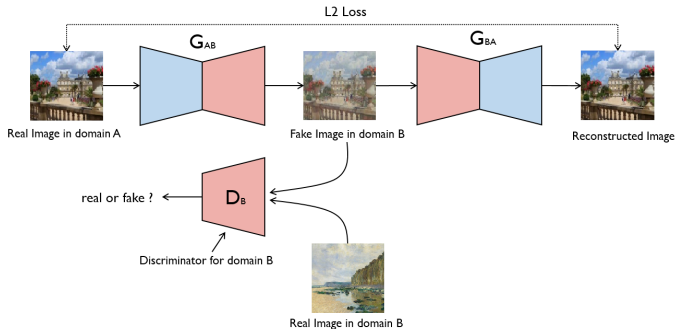 L2 Loss
GAB
GBA
Real Image in domain A
Fake Image in domain B
Reconstructed Image
real or fake ?
DB
Discriminator for domain B
Real Image in domain B